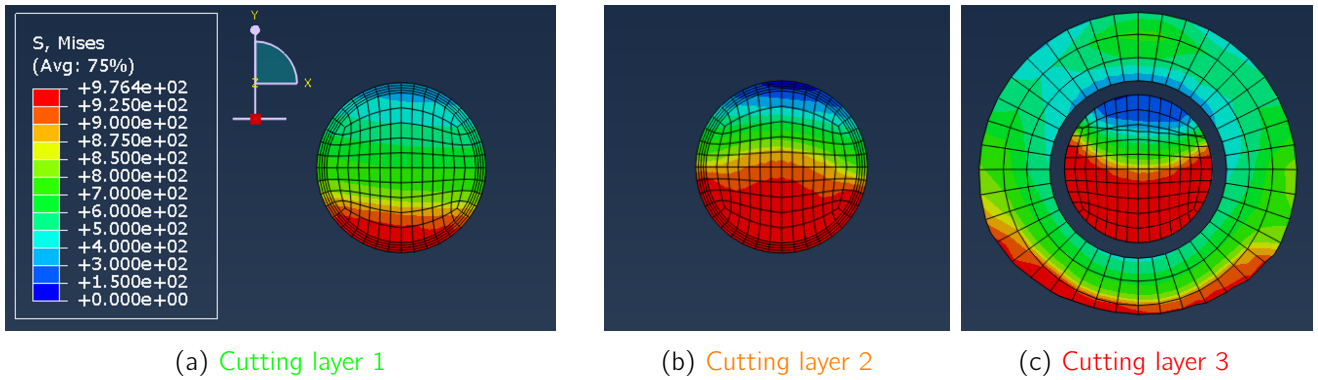 S, Mises
(Avg: 75%)
+9.764e+02
+9.250e+02
+9.000e+02
+8.750e+02
+8.500e+02
+8.000e+02
+7.000e+02
+6.000e+02
+5.000e+02
+4.000e+02
+3.000e+02
+1.500e+02
+0.000e+00
Y
Z
X
(a) Cutting layer 1
(b) Cutting layer 2
(c) Cutting layer 3